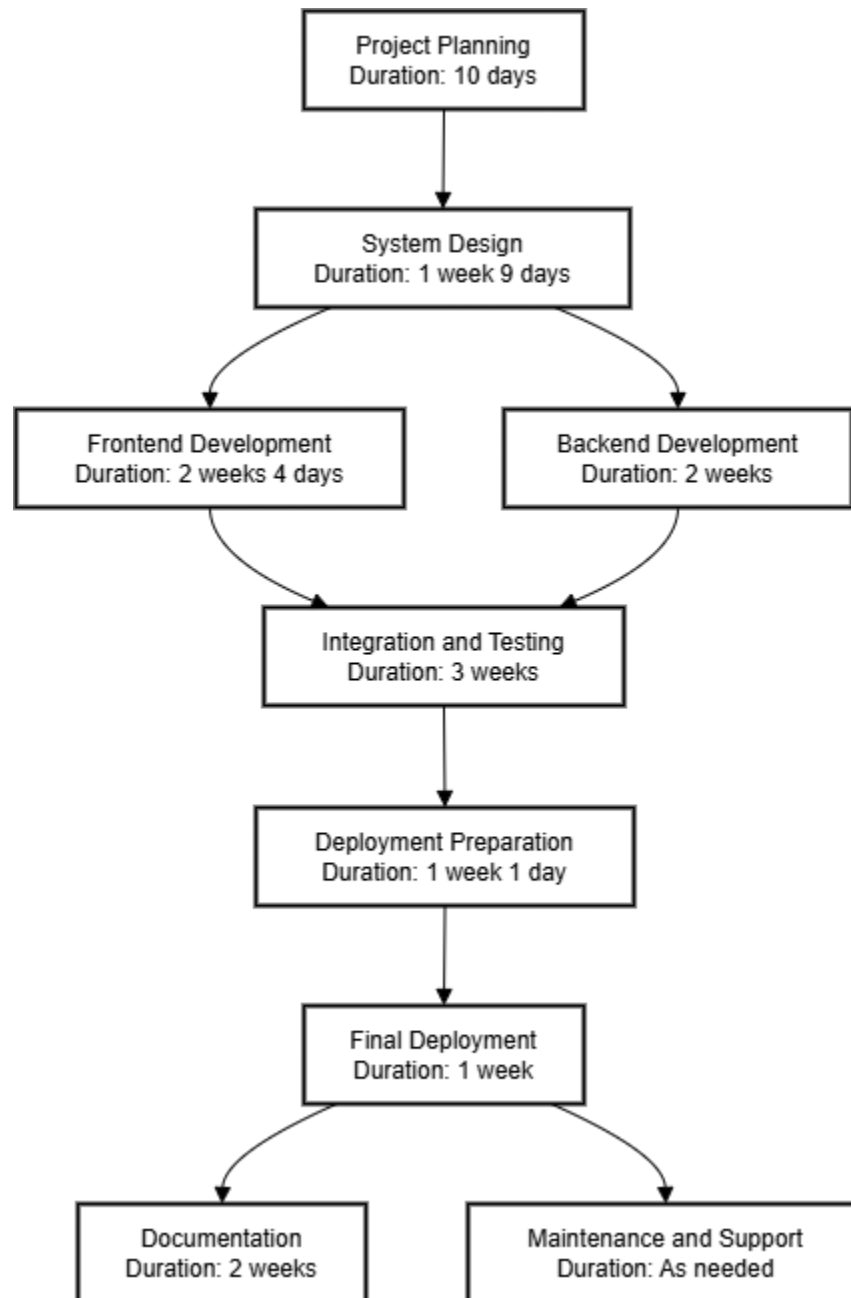 Project Planning
Duration: 10 days
System Design
Duration: 1 week 9 days
Frontend Development
Duration: 2 weeks 4 days
Backend Development
Duration: 2 weeks
Integration and Testing
Duration: 3 weeks
Deployment Preparation
Duration: 1 week 1 day
Final Deployment
Duration: 1 week
Documentation
Duration: 2 weeks
Maintenance and Support
Duration: As needed